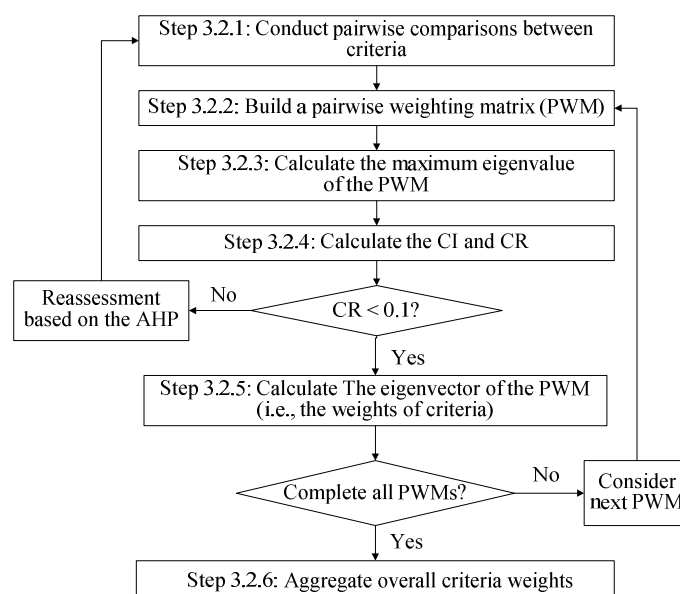 Step 3.2.1: Conduct pairwise comparisons between
criteria
Step 3.2.2: Build a pairwise weighting matrix (PWM)
Step 3.2.3: Calculate the maximum eigenvalue
of the PWM
Step 3.2.4: Calculate the CI and CR
Reassessment
based on the AHP
No
CR < 0.1?
Yes
Step 3.2.5: Calculate The eigenvector of the PWM
(i.e., the weights of criteria)
Complete all PWMs?
No
Consider
next PWM
Yes
Step 3.2.6: Aggregate overall criteria weights